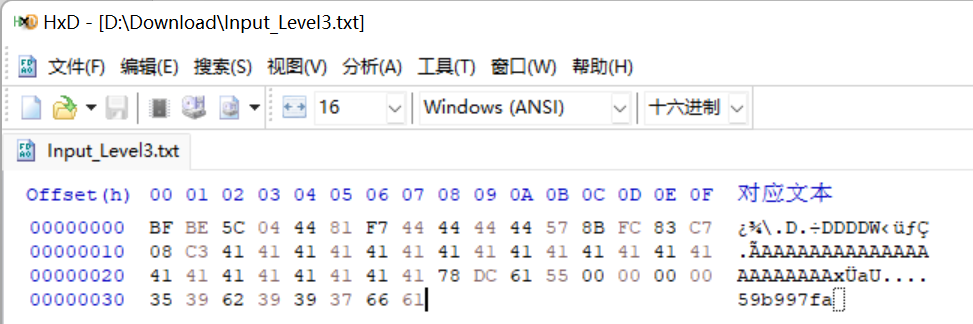 HxD - [D:\Download\Input_Level3.txt]
文件(F) 编辑(E) 搜索(S) 视图(V) 分析(A) 工具(T) 窗口(W) 帮助(H)
16 Windows (ANSI) 十六进制
Input_Level3.txt
Offset(h) 00 01 02 03 04 05 06 07 08 09 0A 0B 0C 0D 0E 0F 对应文本
00000000 BF BE 5C 04 44 81 F7 44 44 44 44 57 8B FC 83 C7 ¿¾\.D.÷DDDDW‹üƒÇ
00000010 08 C3 41 41 41 41 41 41 41 41 41 41 41 41 41 41 .ÃAAAAAAAAAAAAAA
00000020 41 41 41 41 41 41 41 41 78 DC 61 55 00 00 00 00 AAAAAAAAxÜaU....
00000030 35 39 62 39 39 37 66 61 59b997fa